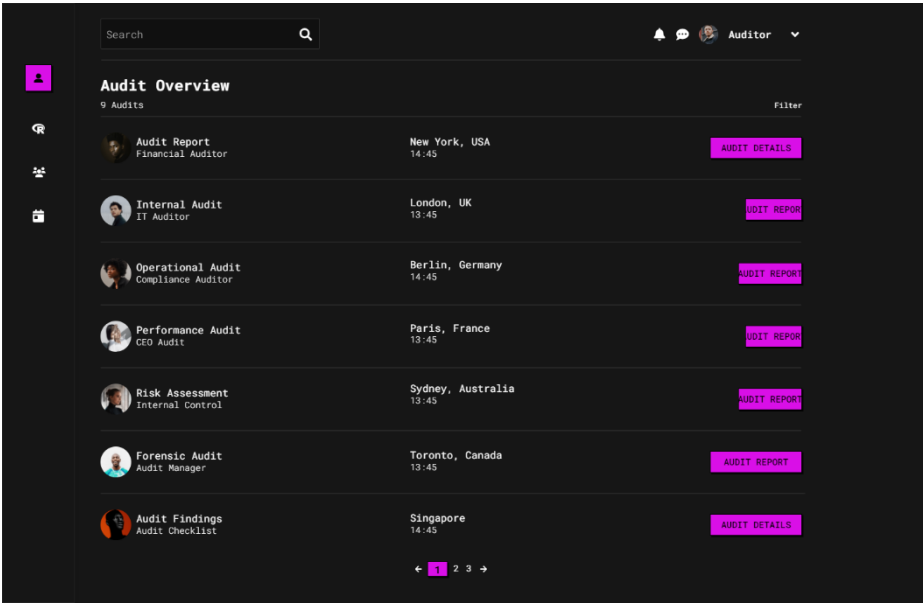 Search
Auditor
Audit Overview
9 Audits
Filter
Audit Report
Financial Auditor
New York, USA
14:45
AUDIT DETAILS
Internal Audit
IT Auditor
London, UK
13:45
UDIT REPOR
Operational Audit
Compliance Auditor
Berlin, Germany
14:45
AUDIT REPORT
Performance Audit
CEO Audit
Paris, France
13:45
UDIT REPOR
Risk Assessment
Internal Control
Sydney, Australia
13:45
AUDIT REPORT
Forensic Audit
Audit Manager
Toronto, Canada
13:45
AUDIT REPORT
Audit Findings
Audit Checklist
Singapore
14:45
AUDIT DETAILS
← 1 2 3 →